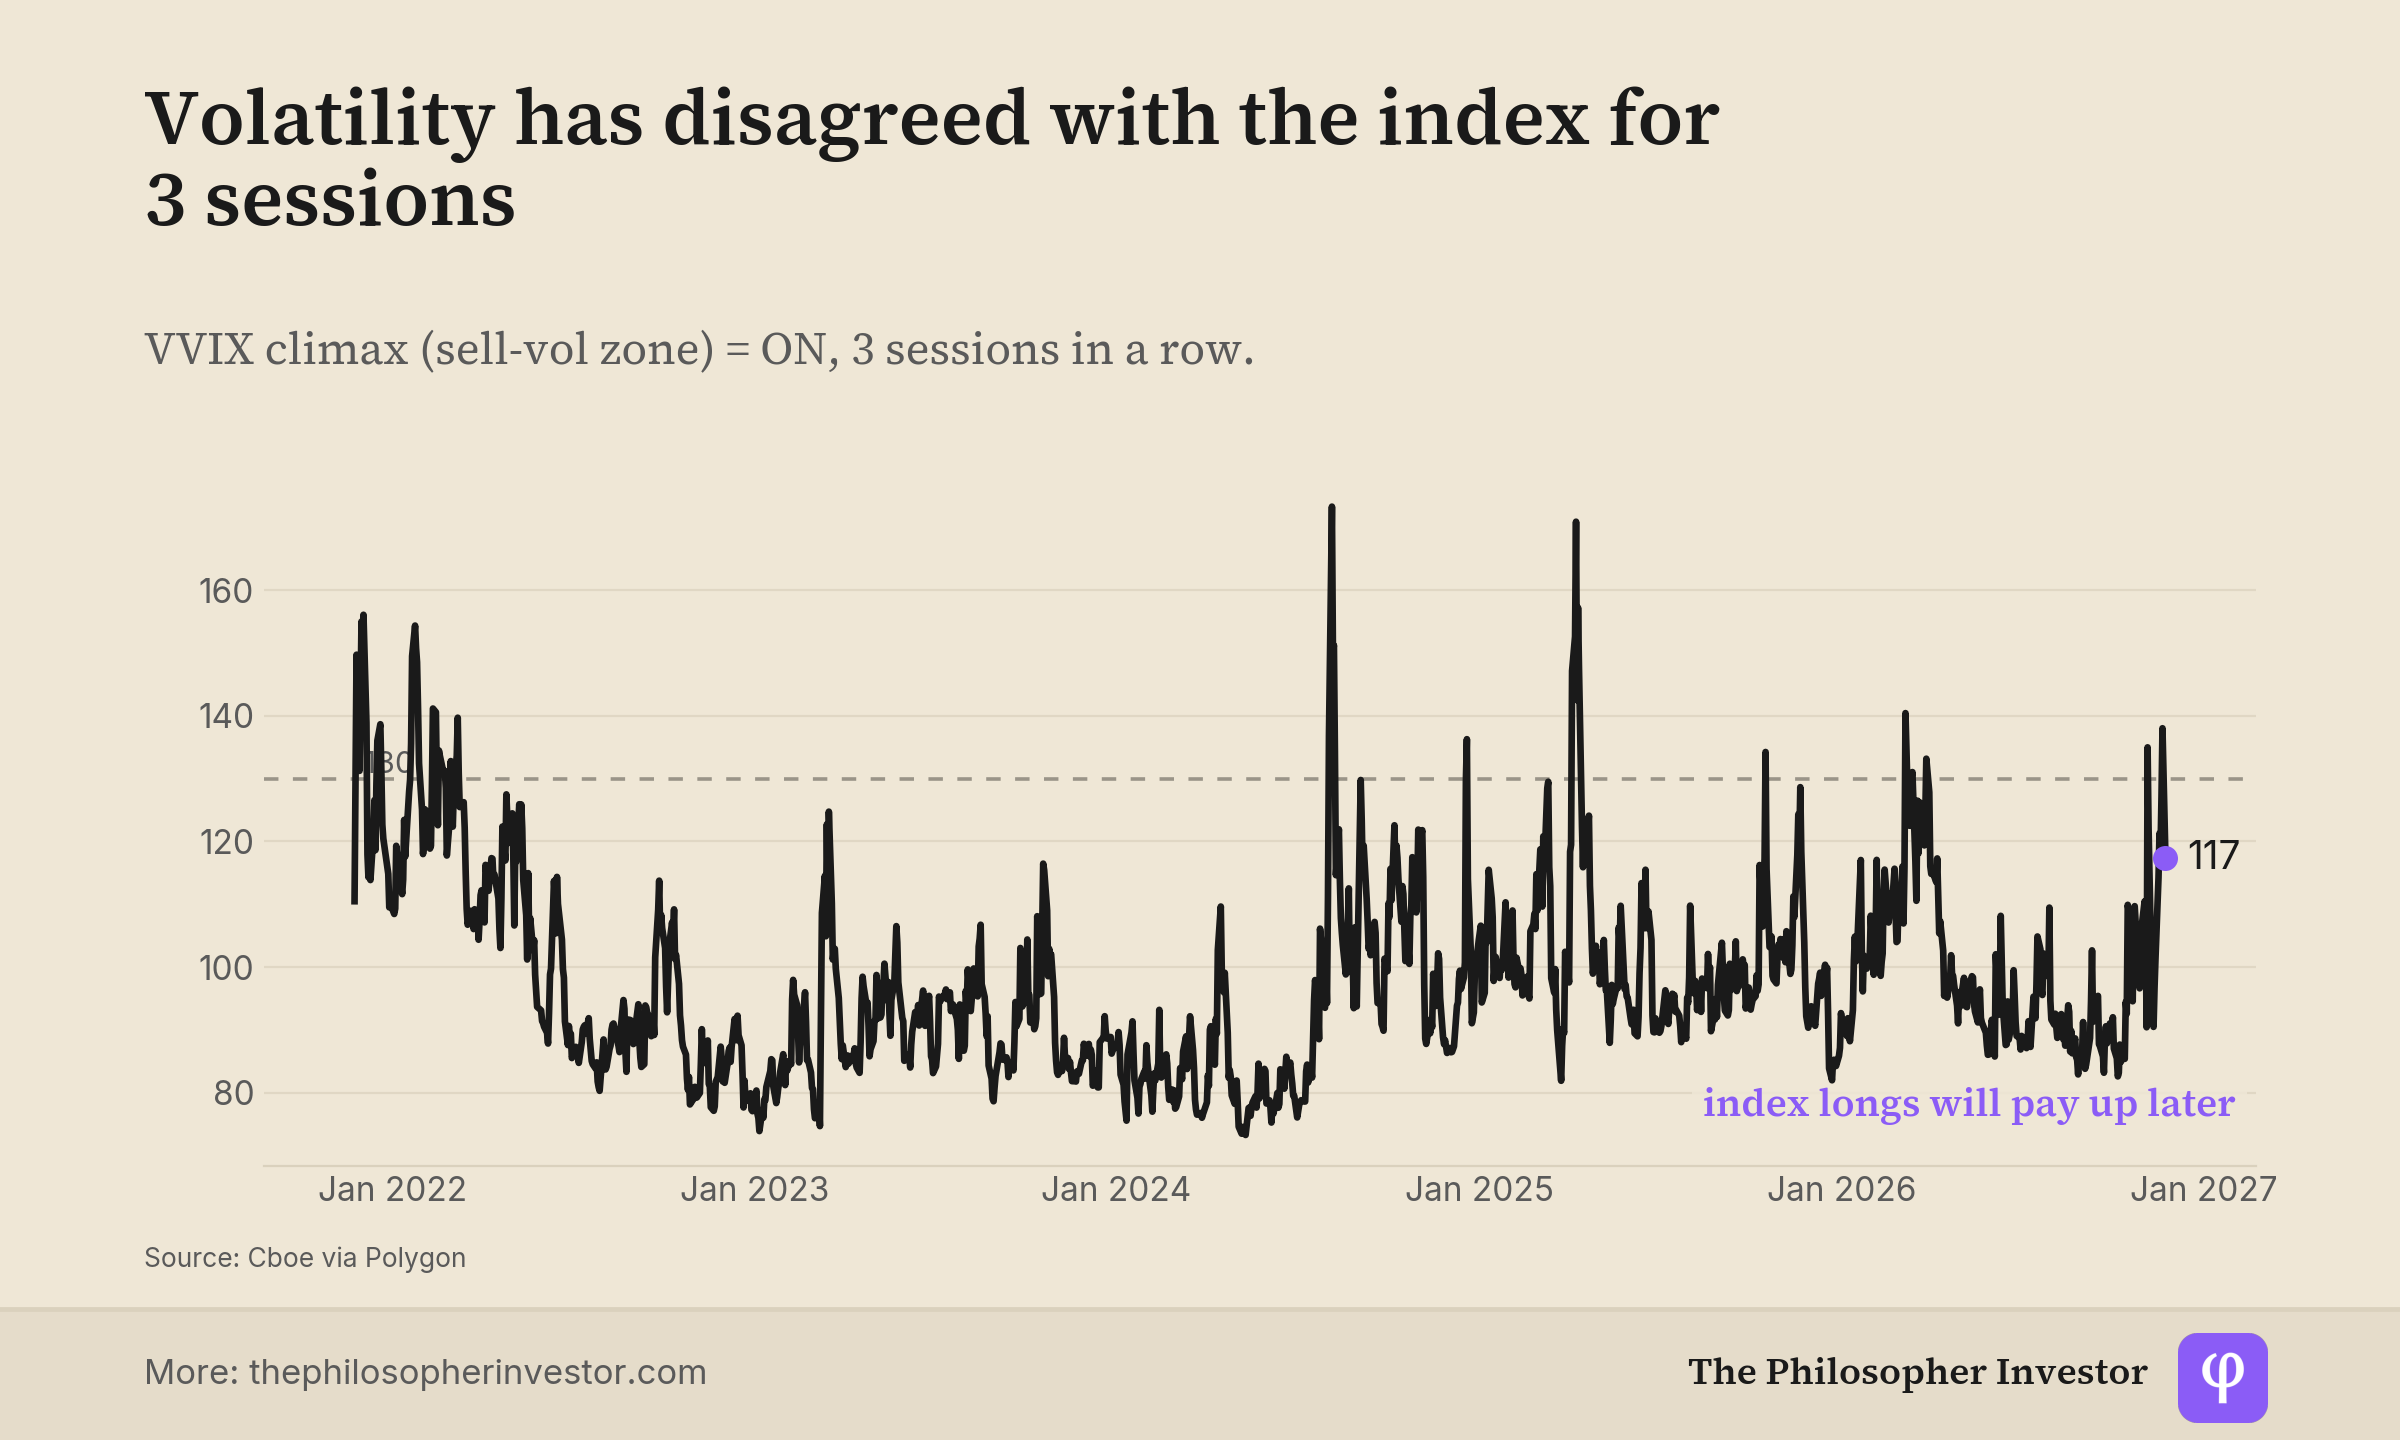 Volatility has disagreed with the index for
3 sessions
VVIX climax (sell-vol zone) = ON, 3 sessions in a row.
160
140
130
120
117
100
80
index longs will pay up later
Jan 2022 Jan 2023 Jan 2024 Jan 2025 Jan 2026 Jan 2027
Source: Cboe via Polygon
More: thephilosopherinvestor.com
The Philosopher Investor
φ